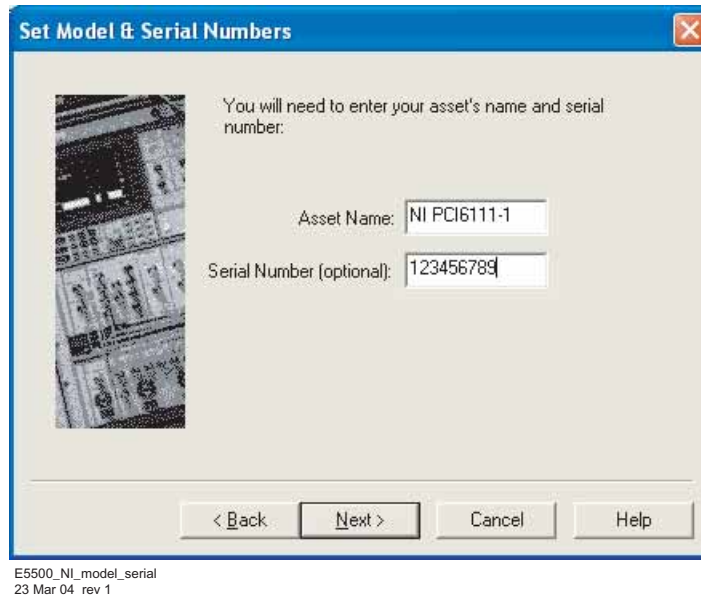 Set Model & Serial Numbers
You will need to enter your asset's name and serial
number:
Asset Name: NI PCI6111-1
Serial Number (optional): 123456789
< Back Next > Cancel Help
E5500_NI_model_serial
23 Mar 04 rev 1